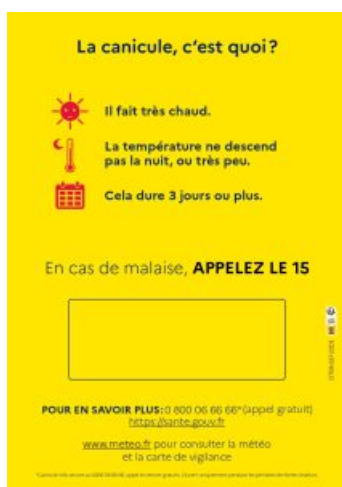 La canicule, c'est quoi ?
Il fait très chaud.
La température ne descend
pas la nuit, ou très peu.
Cela dure 3 jours ou plus.
En cas de malaise, APPELEZ LE 15
POUR EN SAVOIR PLUS : 0 800 06 66 66* (appel gratuit)
https://sante.gouv.fr
www.meteo.fr pour consulter la météo
et la carte de vigilance